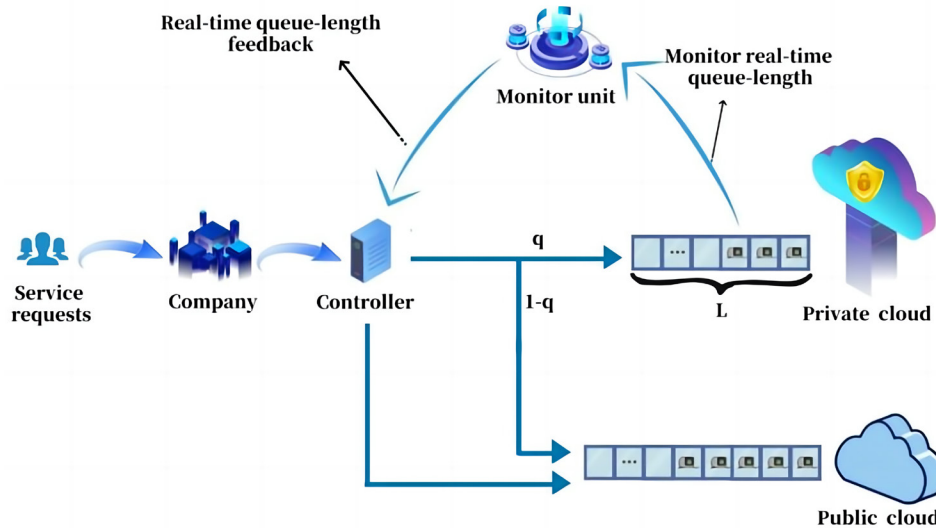 Real-time queue-length
feedback
Monitor unit
Monitor real-time
queue-length
q
Service
requests
Company
Controller
1-q
L
Private cloud
Public cloud